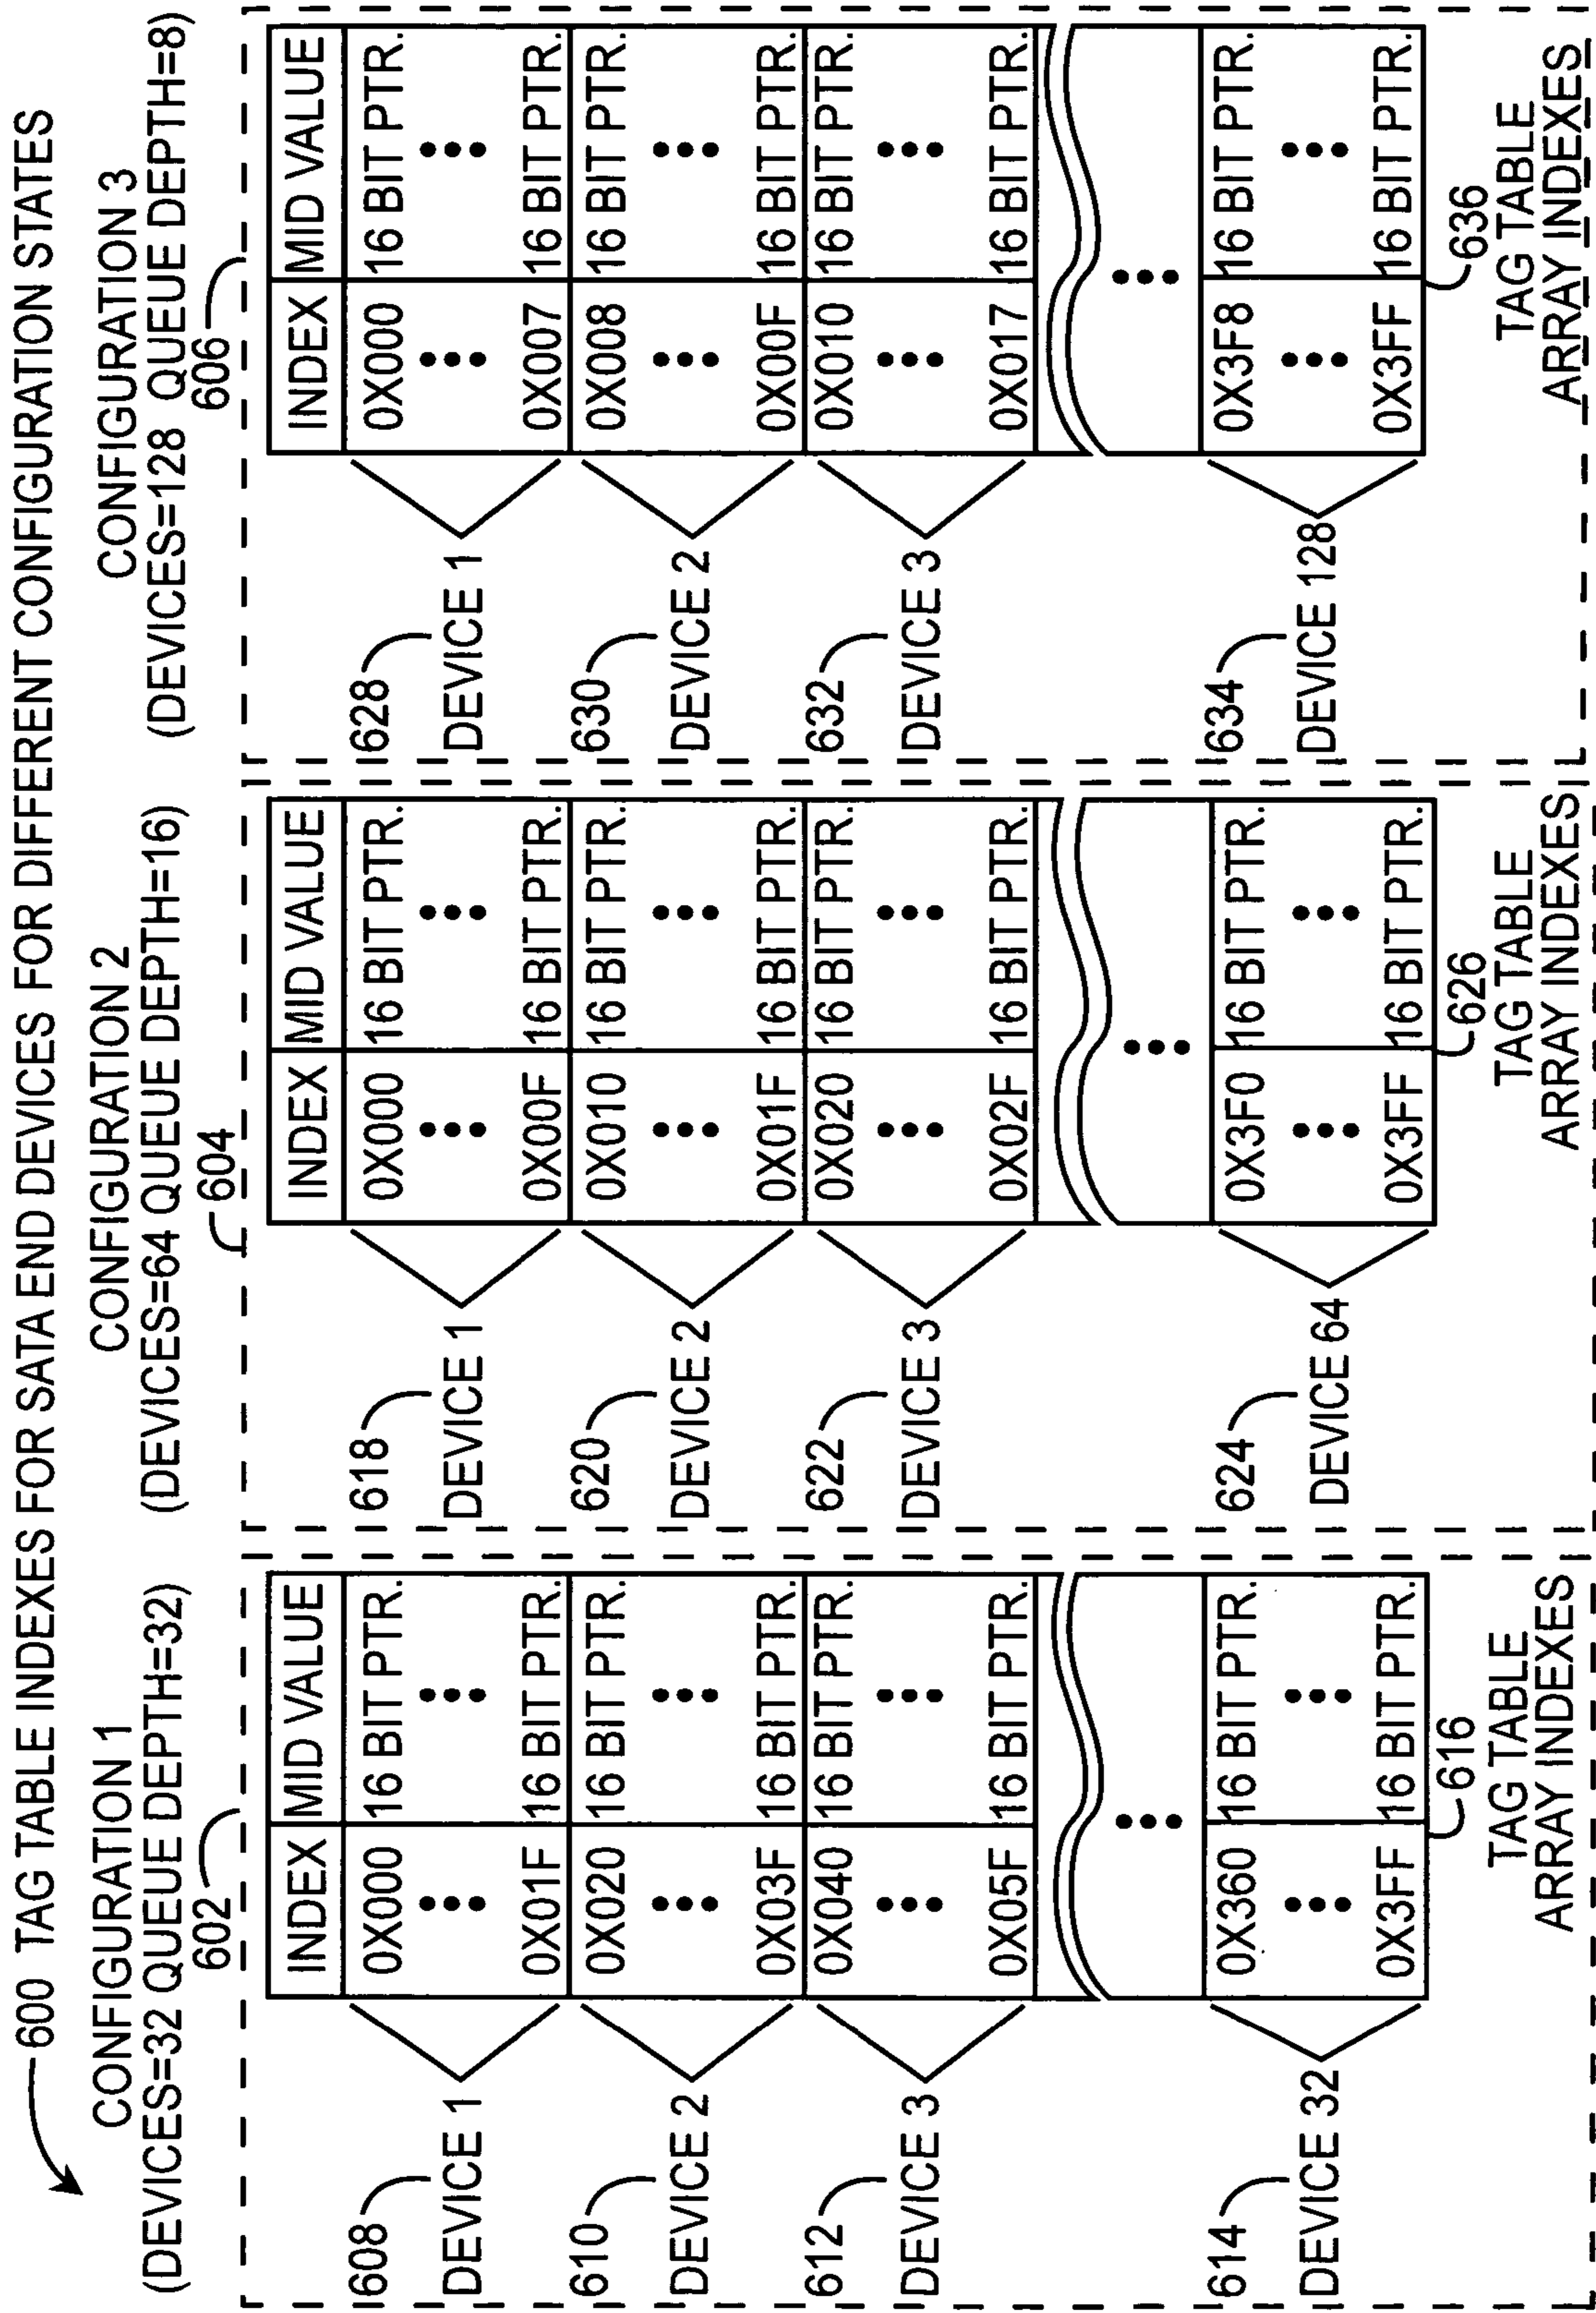 600 TAG TABLE INDEXES FOR SATA END DEVICES FOR DIFFERENT CONFIGURATION STATES
CONFIGURATION 1
(DEVICES=32 QUEUE DEPTH=32)
602
INDEX MID VALUE
608
DEVICE 1
0X000 16 BIT PTR.
0X01F 16 BIT PTR.
610
DEVICE 2
0X020 16 BIT PTR.
0X03F 16 BIT PTR.
612
DEVICE 3
0X040 16 BIT PTR.
0X05F 16 BIT PTR.
614
DEVICE 32
0X360 16 BIT PTR.
0X3FF 16 BIT PTR.
616
TAG TABLE
ARRAY INDEXES
CONFIGURATION 2
(DEVICES=64 QUEUE DEPTH=16)
604
INDEX MID VALUE
618
DEVICE 1
0X000 16 BIT PTR.
0X00F 16 BIT PTR.
620
DEVICE 2
0X010 16 BIT PTR.
0X01F 16 BIT PTR.
622
DEVICE 3
0X020 16 BIT PTR.
0X02F 16 BIT PTR.
624
DEVICE 64
0X3F0 16 BIT PTR.
0X3FF 16 BIT PTR.
626
TAG TABLE
ARRAY INDEXES
CONFIGURATION 3
(DEVICES=128 QUEUE DEPTH=8)
606
INDEX MID VALUE
628
DEVICE 1
0X000 16 BIT PTR.
0X007 16 BIT PTR.
630
DEVICE 2
0X008 16 BIT PTR.
0X00F 16 BIT PTR.
632
DEVICE 3
0X010 16 BIT PTR.
0X017 16 BIT PTR.
634
DEVICE 128
0X3F8 16 BIT PTR.
0X3FF 16 BIT PTR.
636
TAG TABLE
ARRAY INDEXES